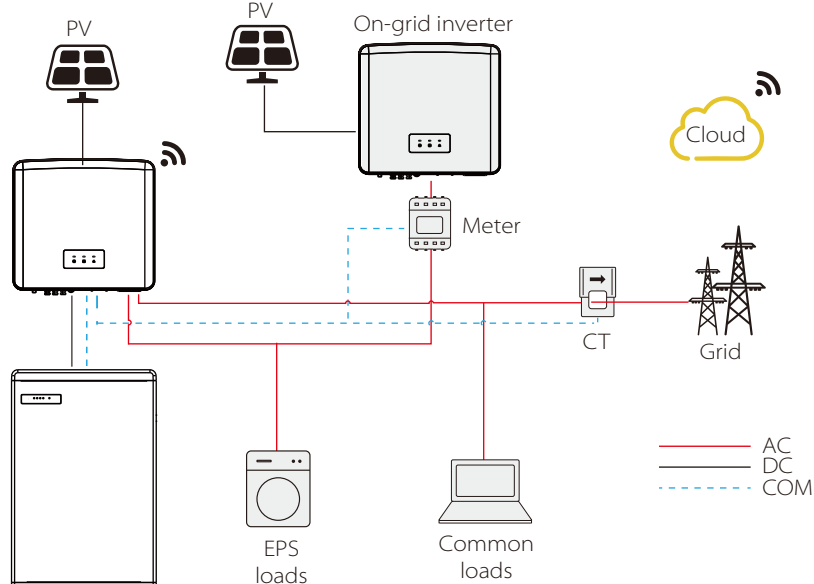 PV
PV
On-grid inverter
Cloud
Meter
CT
Grid
AC
DC
COM
EPS
loads
Common
loads